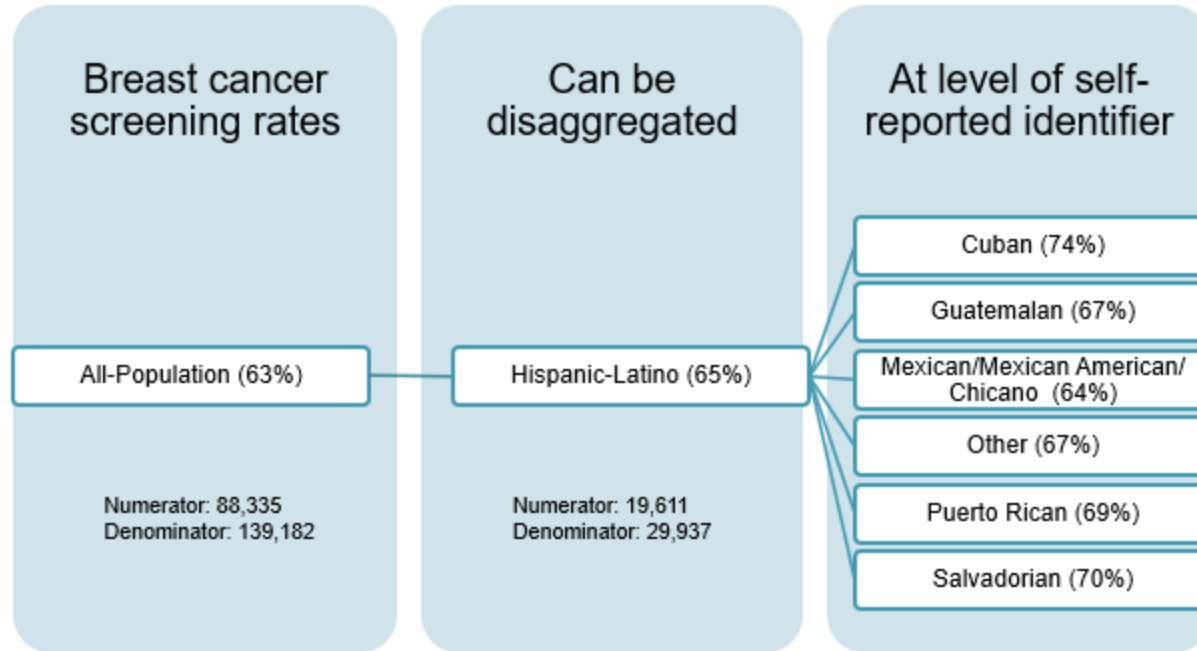 Breast cancer
screening rates
Can be
disaggregated
At level of self-
reported identifier
All-Population (63%)
Numerator: 88,335
Denominator: 139,182
Hispanic-Latino (65%)
Numerator: 19,611
Denominator: 29,937
Cuban (74%)
Guatemalan (67%)
Mexican/Mexican American/
Chicano (64%)
Other (67%)
Puerto Rican (69%)
Salvadorian (70%)